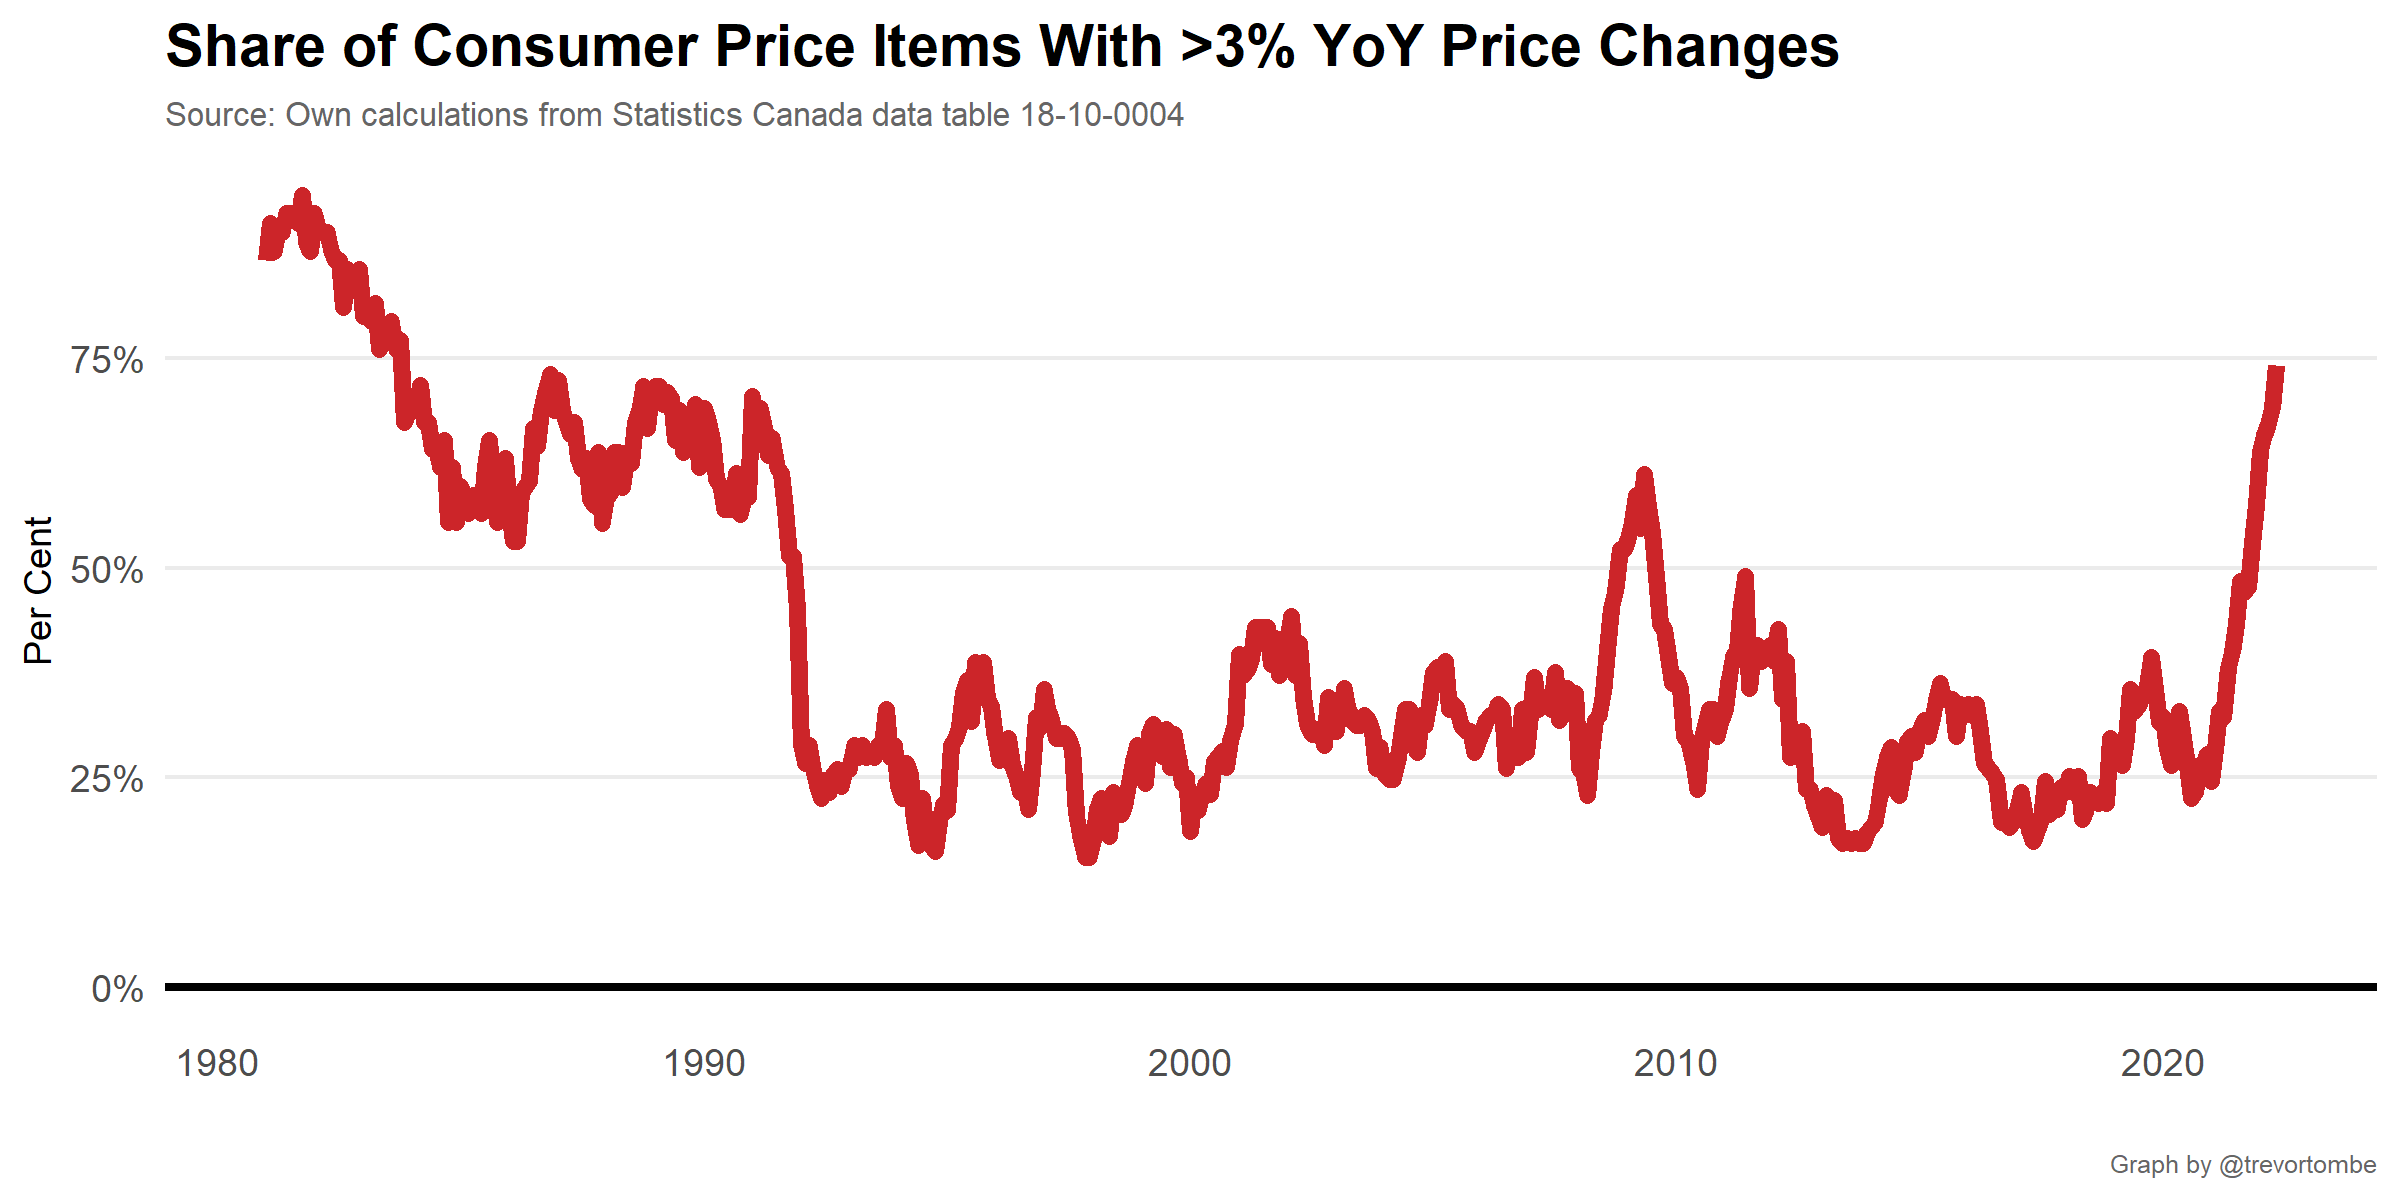 Share of Consumer Price Items With >3% YoY Price Changes
Source: Own calculations from Statistics Canada data table 18-10-0004
Per Cent
75%
50%
25%
0%
1980 1990 2000 2010 2020
Graph by @trevortombe